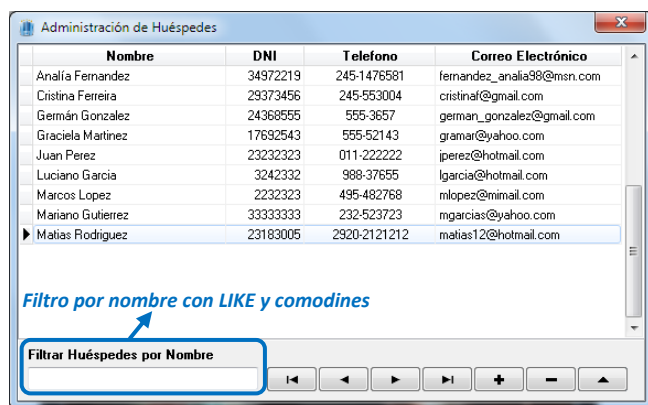 Administración de Huéspedes
Nombre DNI Telefono Correo Electrónico
Analía Fernandez 34972219 245-1476581 fernandez_analia98@msn.com
Cristina Ferreira 29373456 245-553004 cristinaf@gmail.com
Germán Gonzalez 24368555 555-3657 german_gonzalez@gmail.com
Graciela Martinez 17692543 555-52143 gramar@yahoo.com
Juan Perez 23232323 011-222222 jperez@hotmail.com
Luciano Garcia 3242332 988-37655 lgarcia@hotmail.com
Marcos Lopez 2232323 495-482768 mlopez@mimail.com
Mariano Gutierrez 33333333 232-523723 mgarcias@yahoo.com
Matias Rodriguez 23183005 2920-2121212 matias12@hotmail.com
Filtro por nombre con LIKE y comodines
Filtrar Huéspedes por Nombre